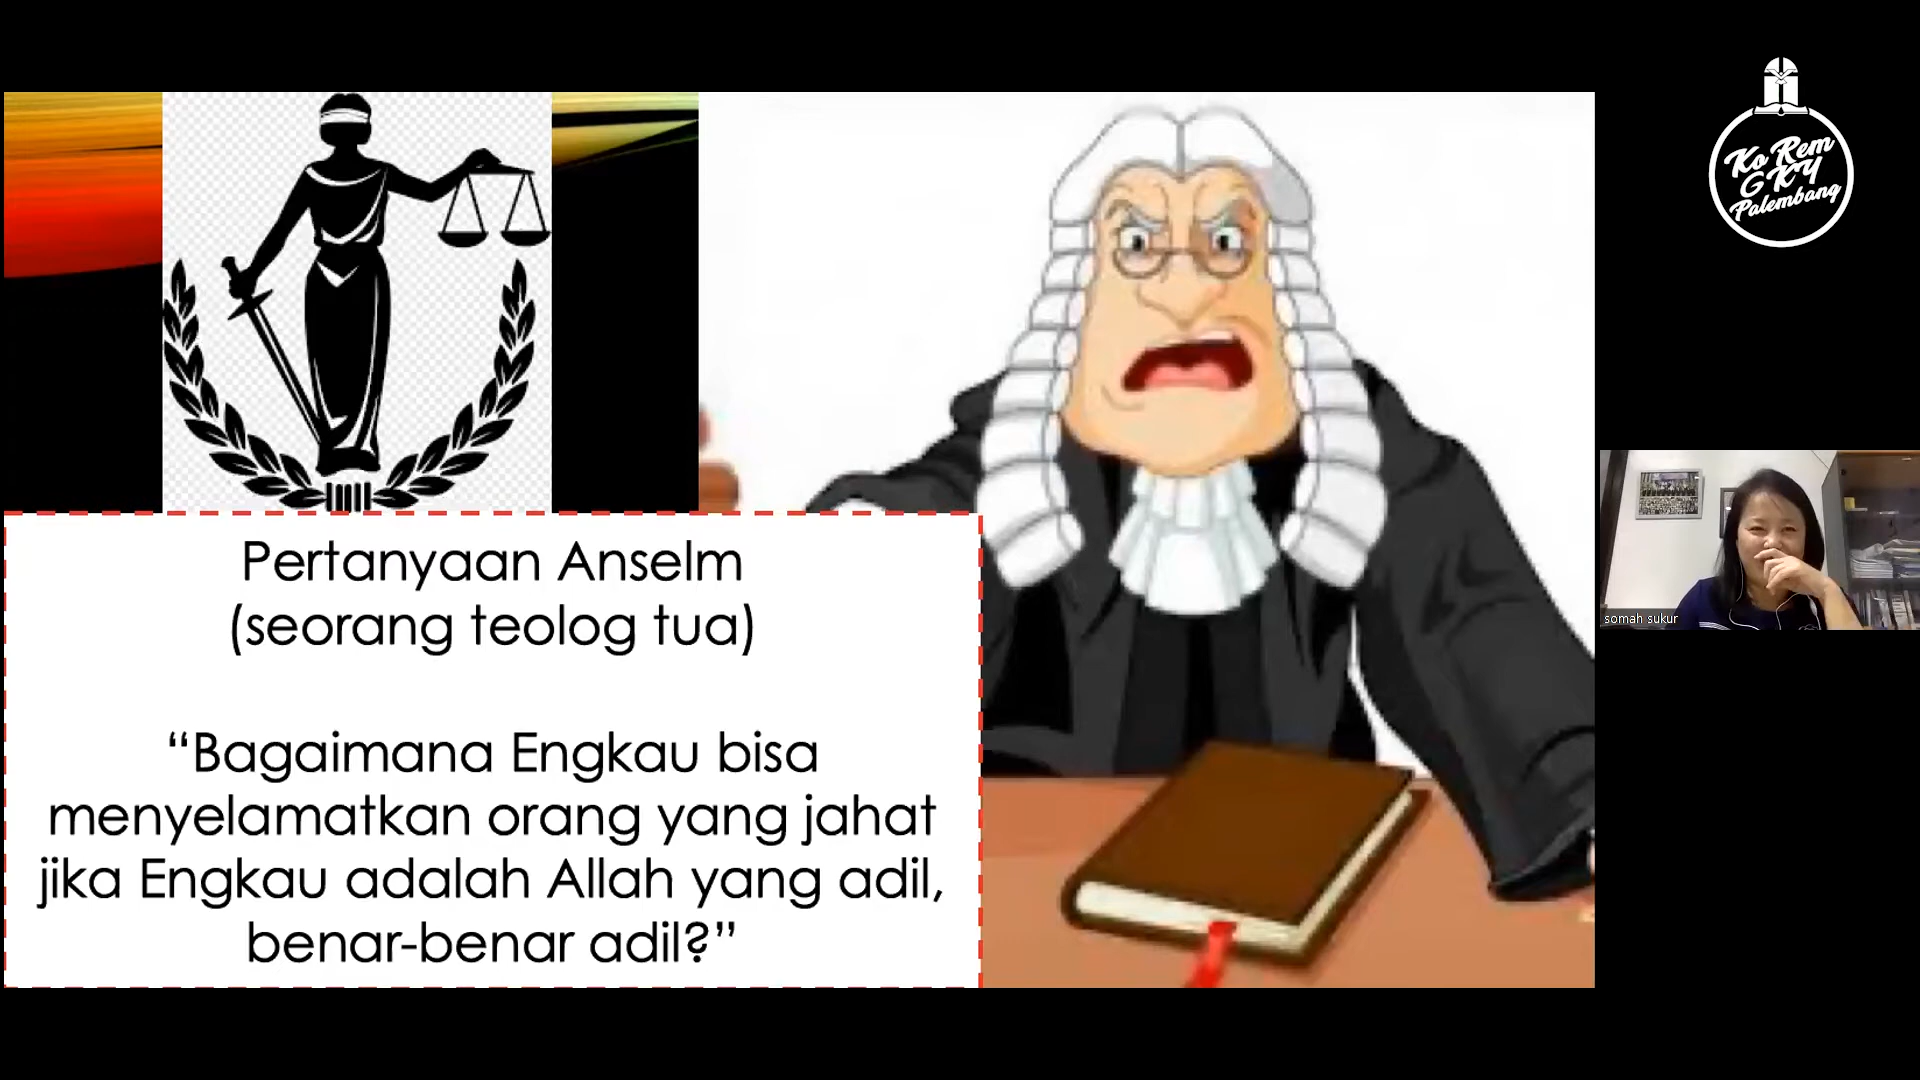 Pertanyaan Anselm
(seorang teolog tua)
“Bagaimana Engkau bisa
menyelamatkan orang yang jahat
jika Engkau adalah Allah yang adil,
benar-benar adil?”
Ko Rem
GKY
Palembang
somah sukur